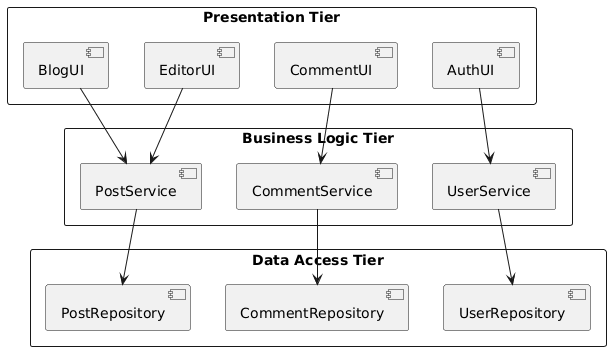 Presentation Tier
BlogUI
EditorUI
CommentUI
AuthUI
Business Logic Tier
PostService
CommentService
UserService
Data Access Tier
PostRepository
CommentRepository
UserRepository